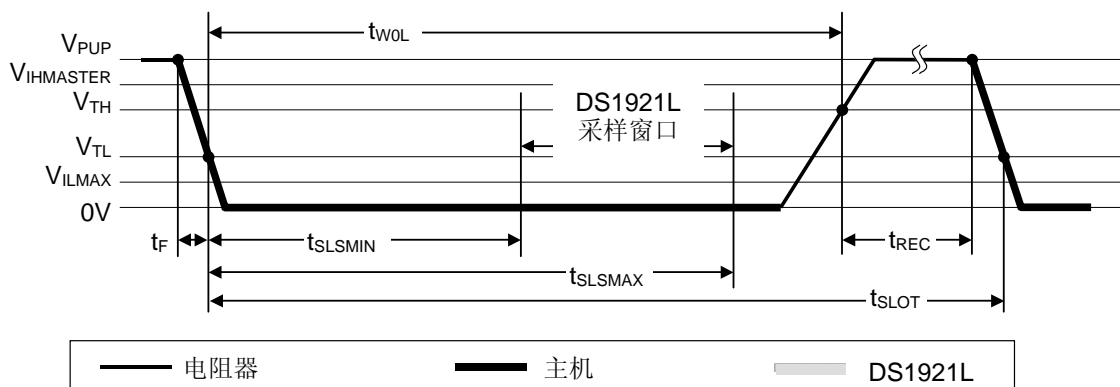 tW0L
VPUP
VIHMASTER
VTH
DS1921L
采样窗口
VTL
VILMAX
0V
tF
tSLSMIN
tREC
tSLSMAX
tSLOT
电阻器 主机 DS1921L